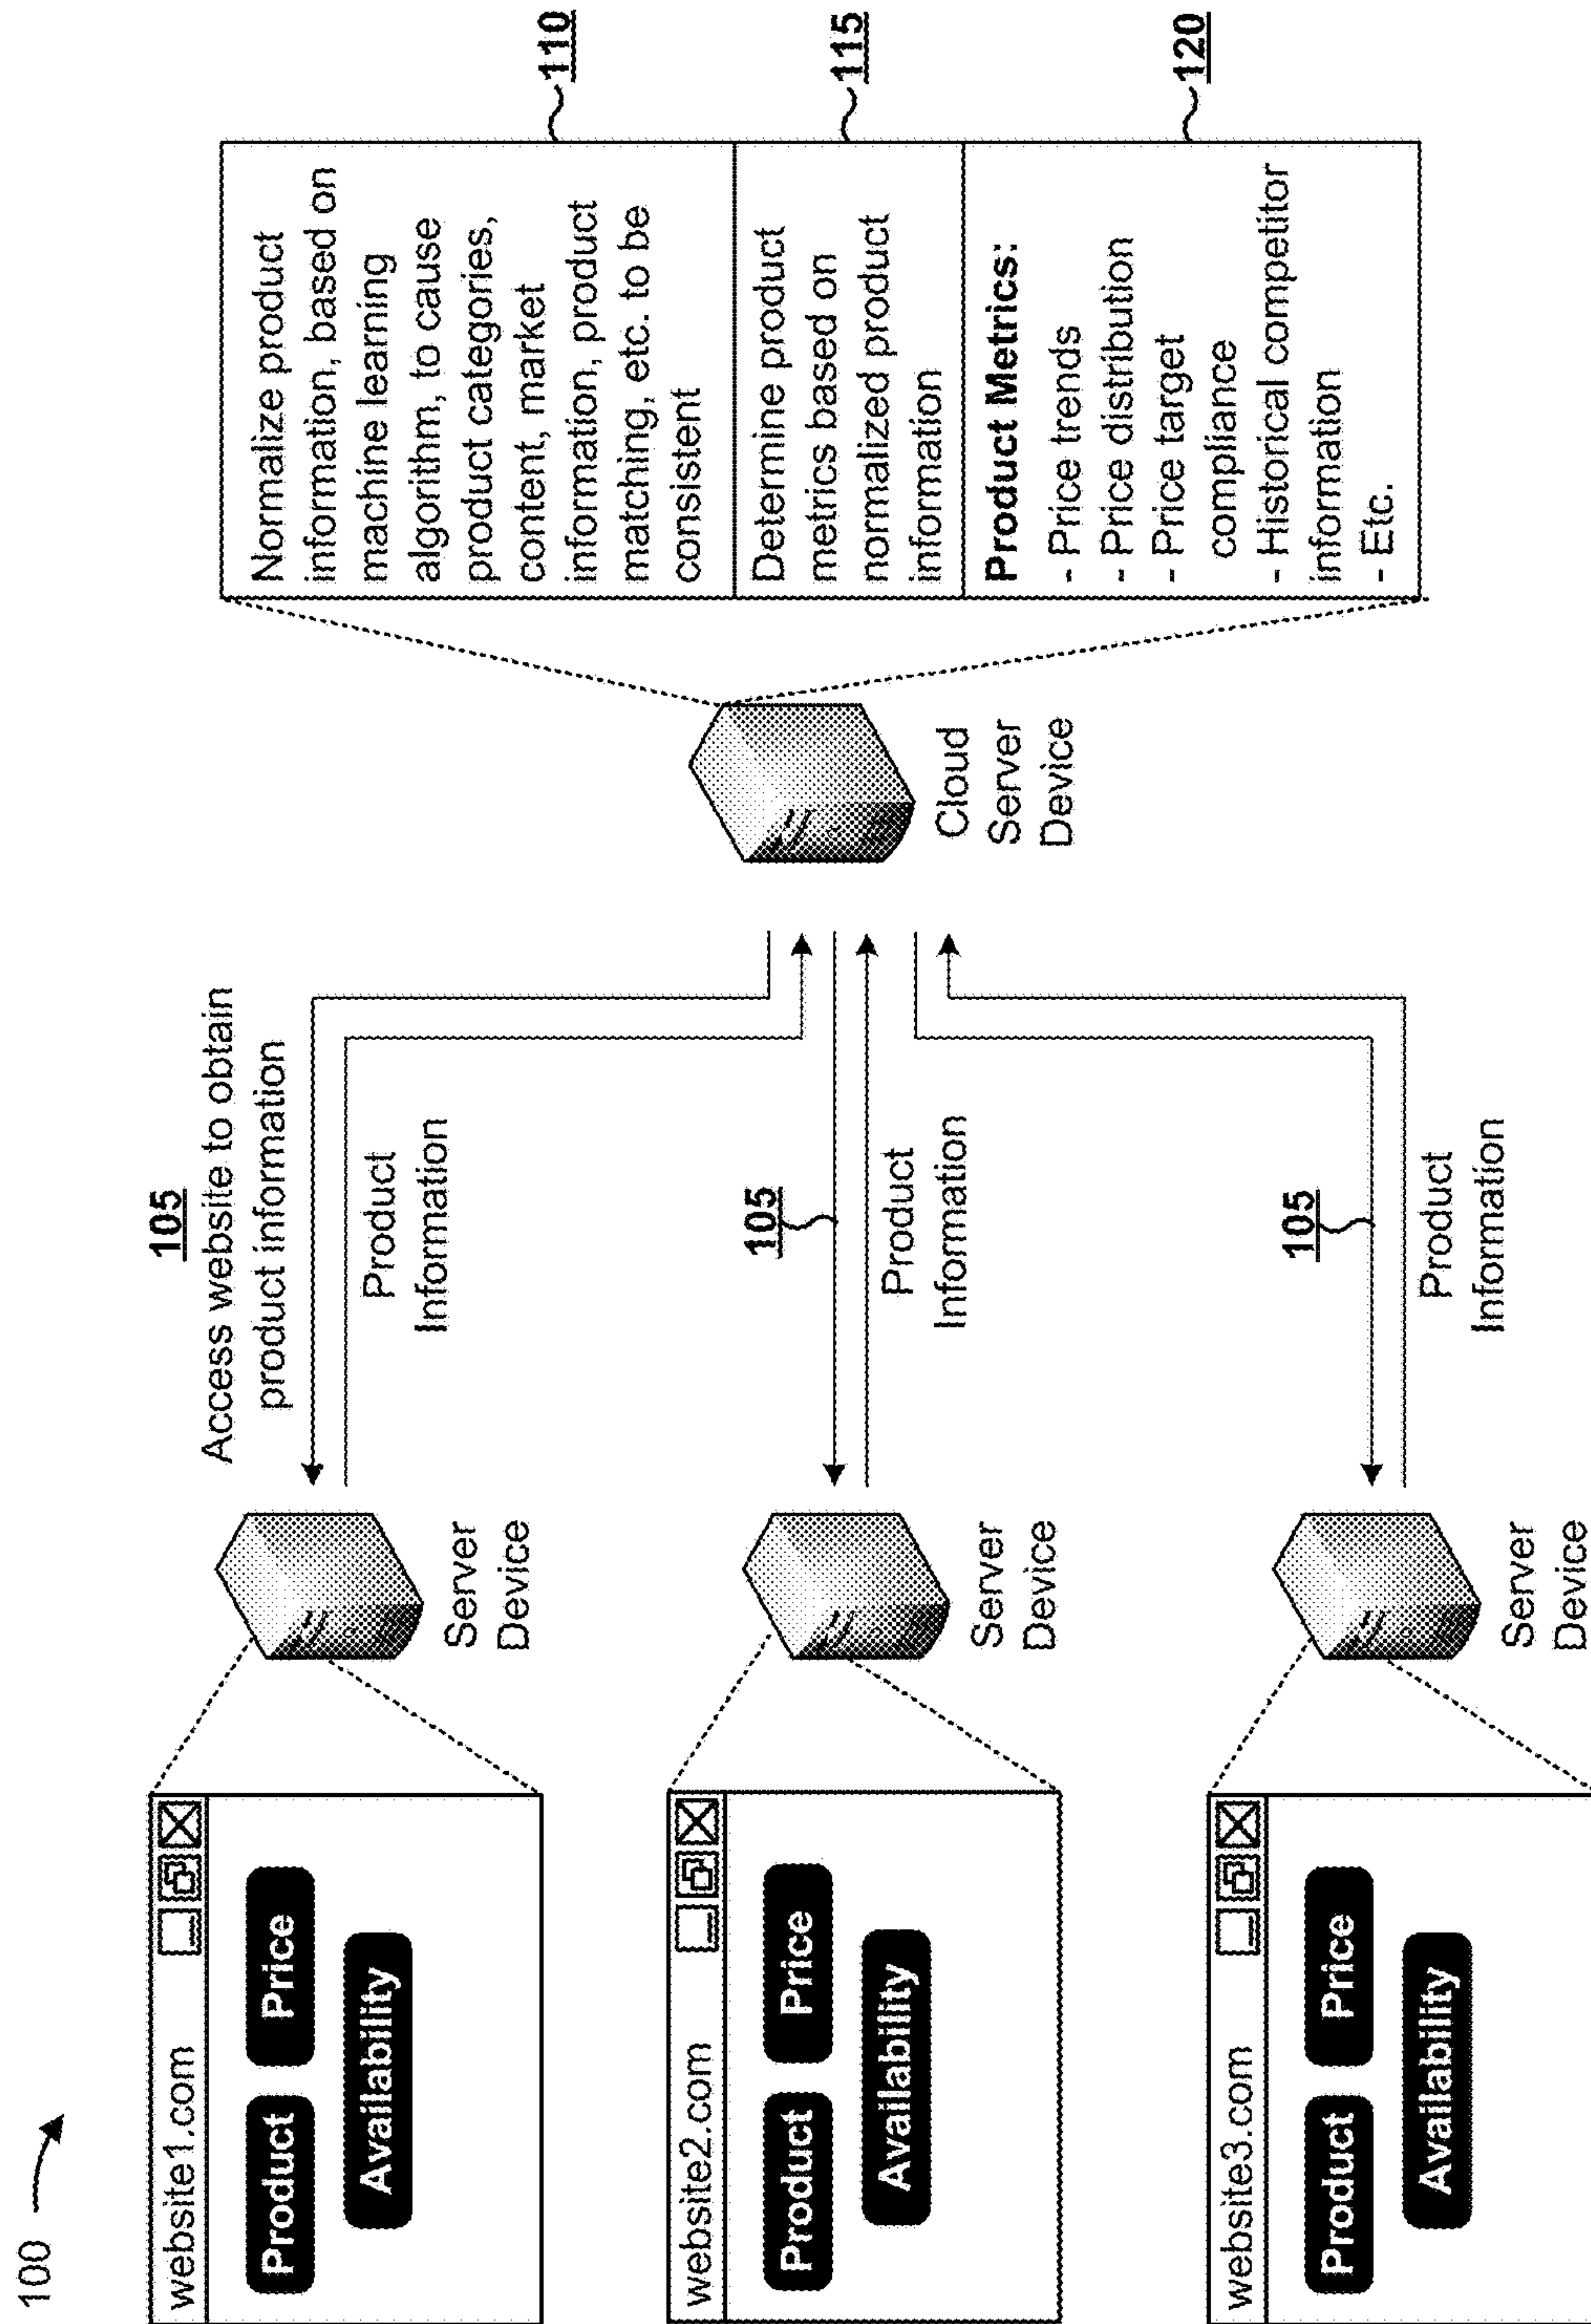 100
website1.com
Product
Price
Availability
Server
Device
105
Access website to obtain
product information
Product
Information
website2.com
Product
Price
Availability
Server
Device
105
Product
Information
website3.com
Product
Price
Availability
Server
Device
105
Product
Information
Cloud
Server
Device
Normalize product
information, based on
machine learning
algorithm, to cause
product categories,
content, market
information, product
matching, etc. to be
consistent
110
Determine product
metrics based on
normalized product
information
115
Product Metrics:
- Price trends
- Price distribution
- Price target
compliance
- Historical competitor
information
- Etc.
120